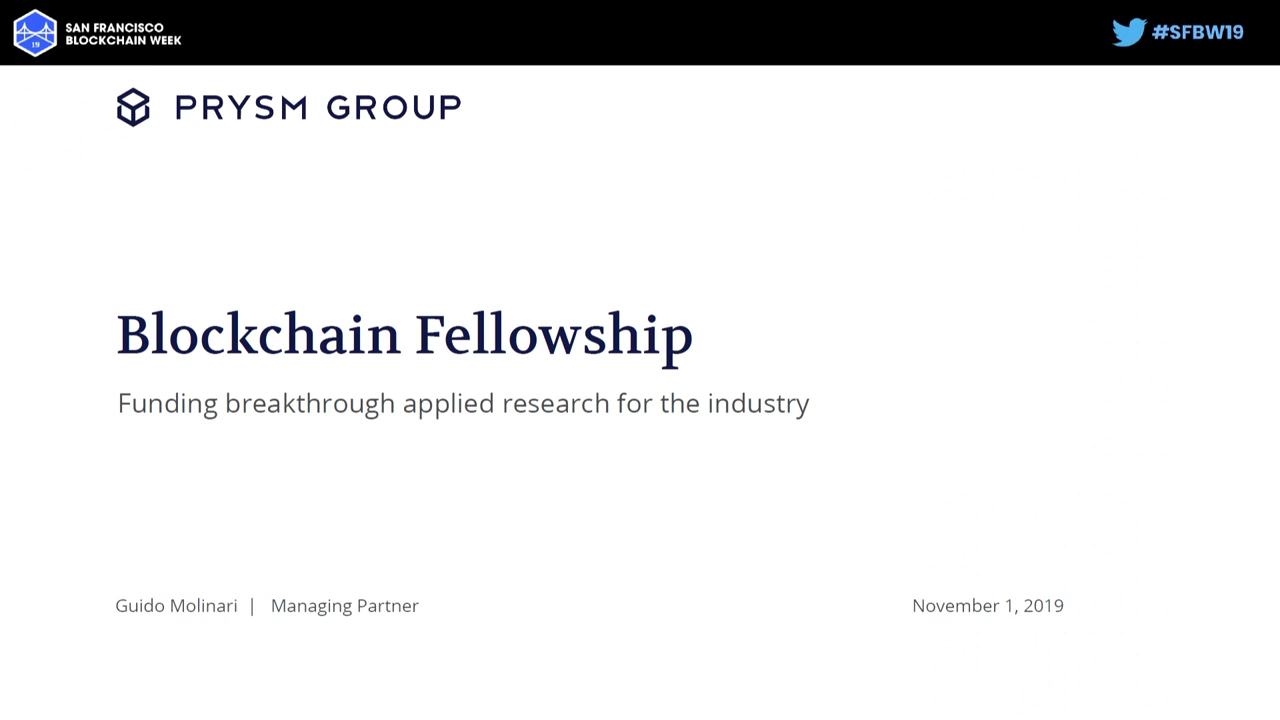 SAN FRANCISCO
BLOCKCHAIN WEEK
19
#SFBW19
PRYSM GROUP
Blockchain Fellowship
Funding breakthrough applied research for the industry
Guido Molinari | Managing Partner
November 1, 2019